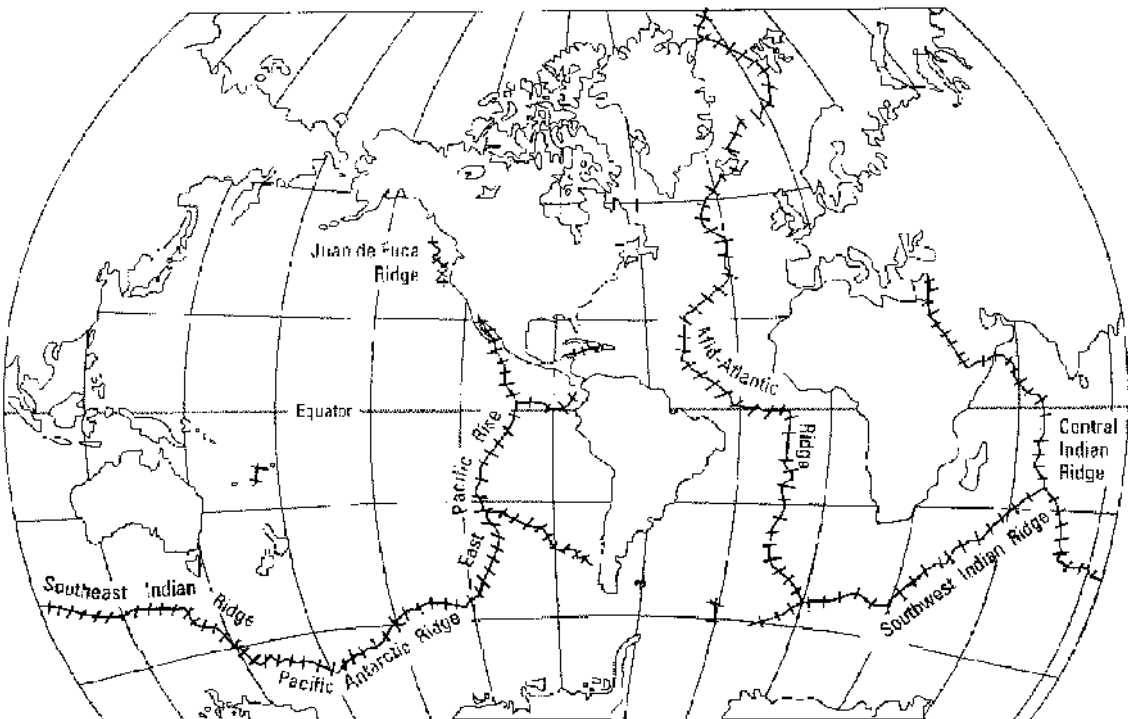 Juan de Fuca
Ridge
Mid-Atlantic
Equator
Ridge
Central
Indian
Ridge
East Pacific Rise
Southeast Indian Ridge
Southwest Indian Ridge
Pacific Antarctic Ridge